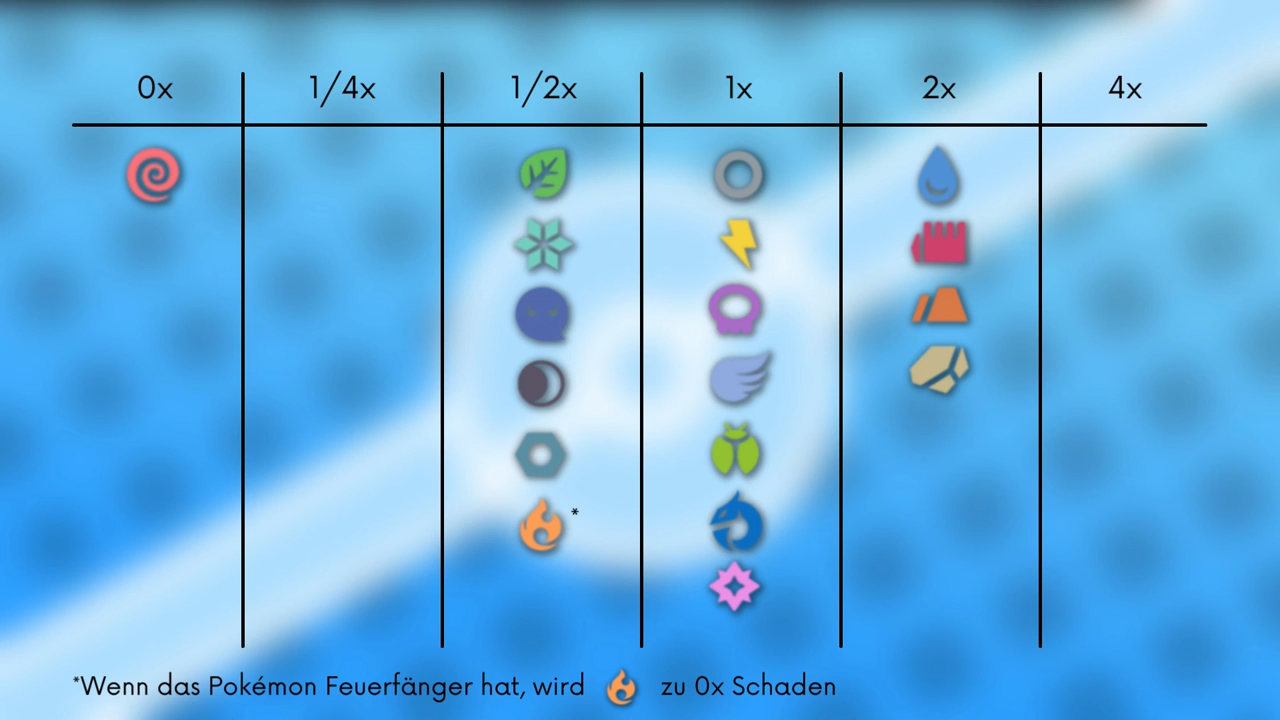 0x 1/4x 1/2x 1x 2x 4x
*
*Wenn das Pokémon Feuerfänger hat, wird zu 0x Schaden